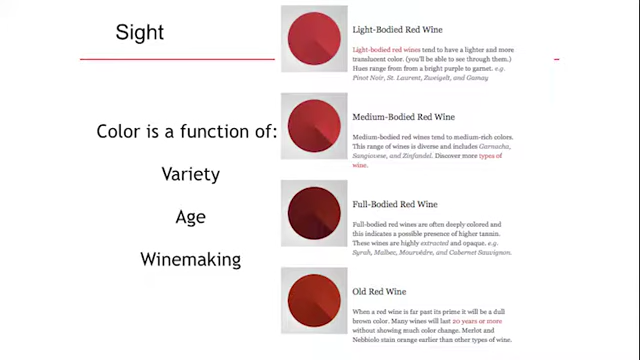 Sight
Color is a function of:
Variety
Age
Winemaking
Light-Bodied Red Wine
Light-bodied red wines tend to have a lighter and more
translucent color. (you'll be able to see through them.)
Hues range from from a bright purple to garnet. e.g.
Pinot Noir, St. Laurent, Zweigelt, and Gamay
Medium-Bodied Red Wine
Medium-bodied red wines tend to medium-rich colors.
This range of wines is diverse and includes Garnacha,
Sangiovese, and Zinfandel. Discover more types of
wine.
Full-Bodied Red Wine
Full-bodied red wines are often deeply colored and
this indicates a possible presence of higher tannin.
These wines are highly extracted and opaque. e.g.
Syrah, Malbec, Mourvèdre, and Cabernet Sauvignon.
Old Red Wine
When a red wine is far past its prime it will be a dull
brown color. Many wines will last 20 years or more
without showing much color change. Merlot and
Nebbiolo stain orange earlier than other types of wine.